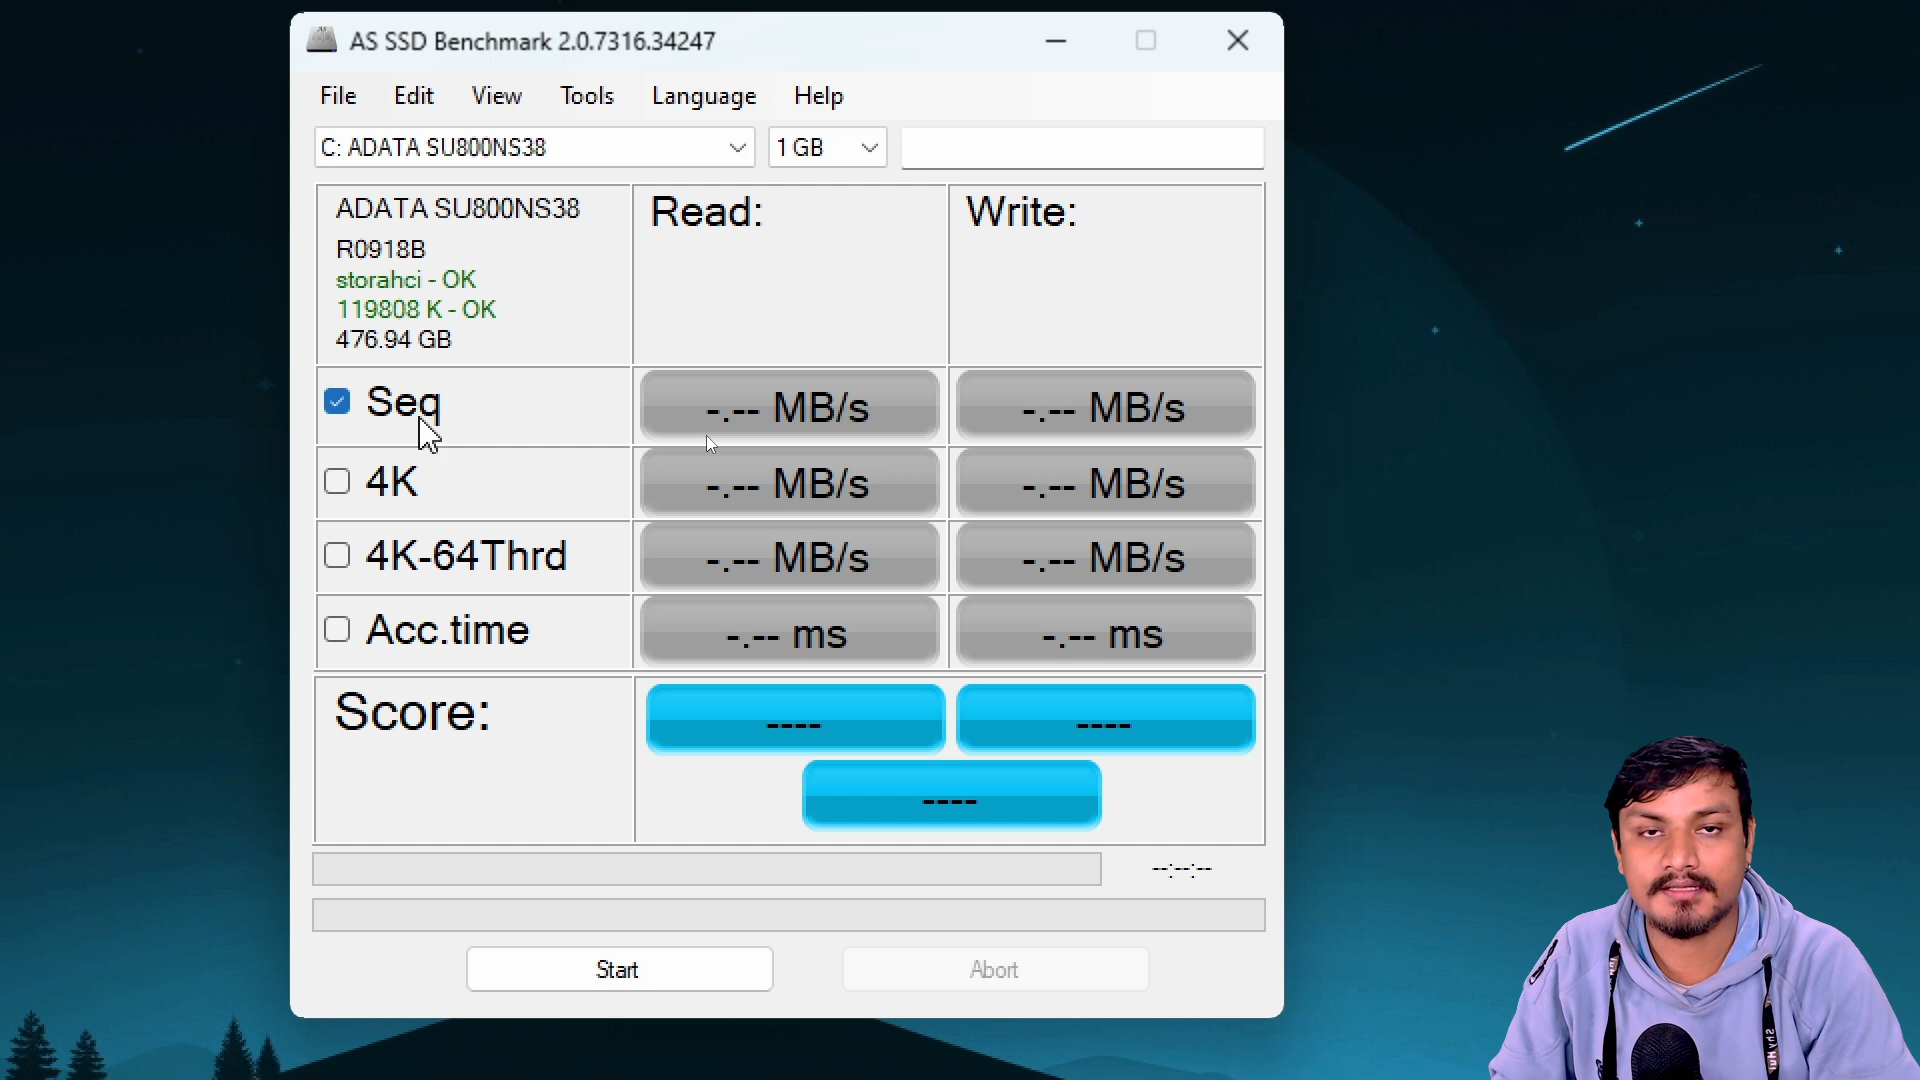 AS SSD Benchmark 2.0.7316.34247
File Edit View Tools Language Help
C: ADATA SU800NS38 1 GB
ADATA SU800NS38
R0918B
storahci - OK
119808 K - OK
476.94 GB
Read:
Write:
Seq -.-- MB/s -.-- MB/s
4K -.-- MB/s -.-- MB/s
4K-64Thrd -.-- MB/s -.-- MB/s
Acc.time -.-- ms -.-- ms
Score: ---- ----
----
--:--:--
Start Abort